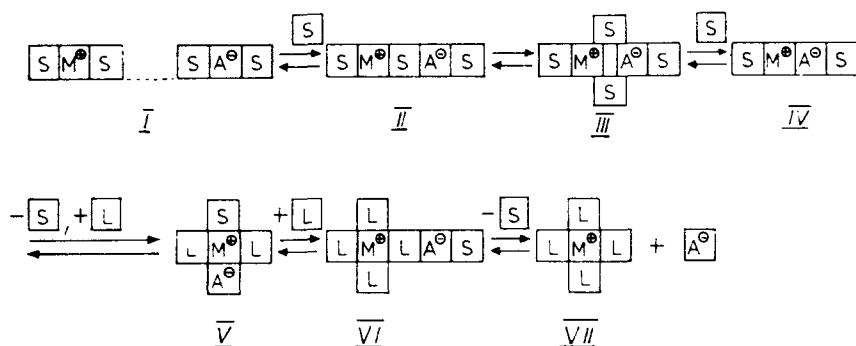 S S S
S M⊕ S S A⊖ S S M⊕ S A⊖ S S M⊕ A⊖ S S M⊕ A⊖ S
S
I II III IV
- S , + L S + L L - S L
L M⊕ L L M⊕ L A⊖ S L M⊕ L + A⊖
A⊖ L L
V VI VII